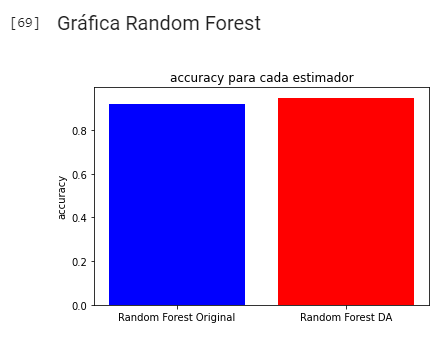 [69] Gráfica Random Forest
accuracy para cada estimador
accuracy
0.8
0.6
0.4
0.2
0.0
Random Forest Original
Random Forest DA